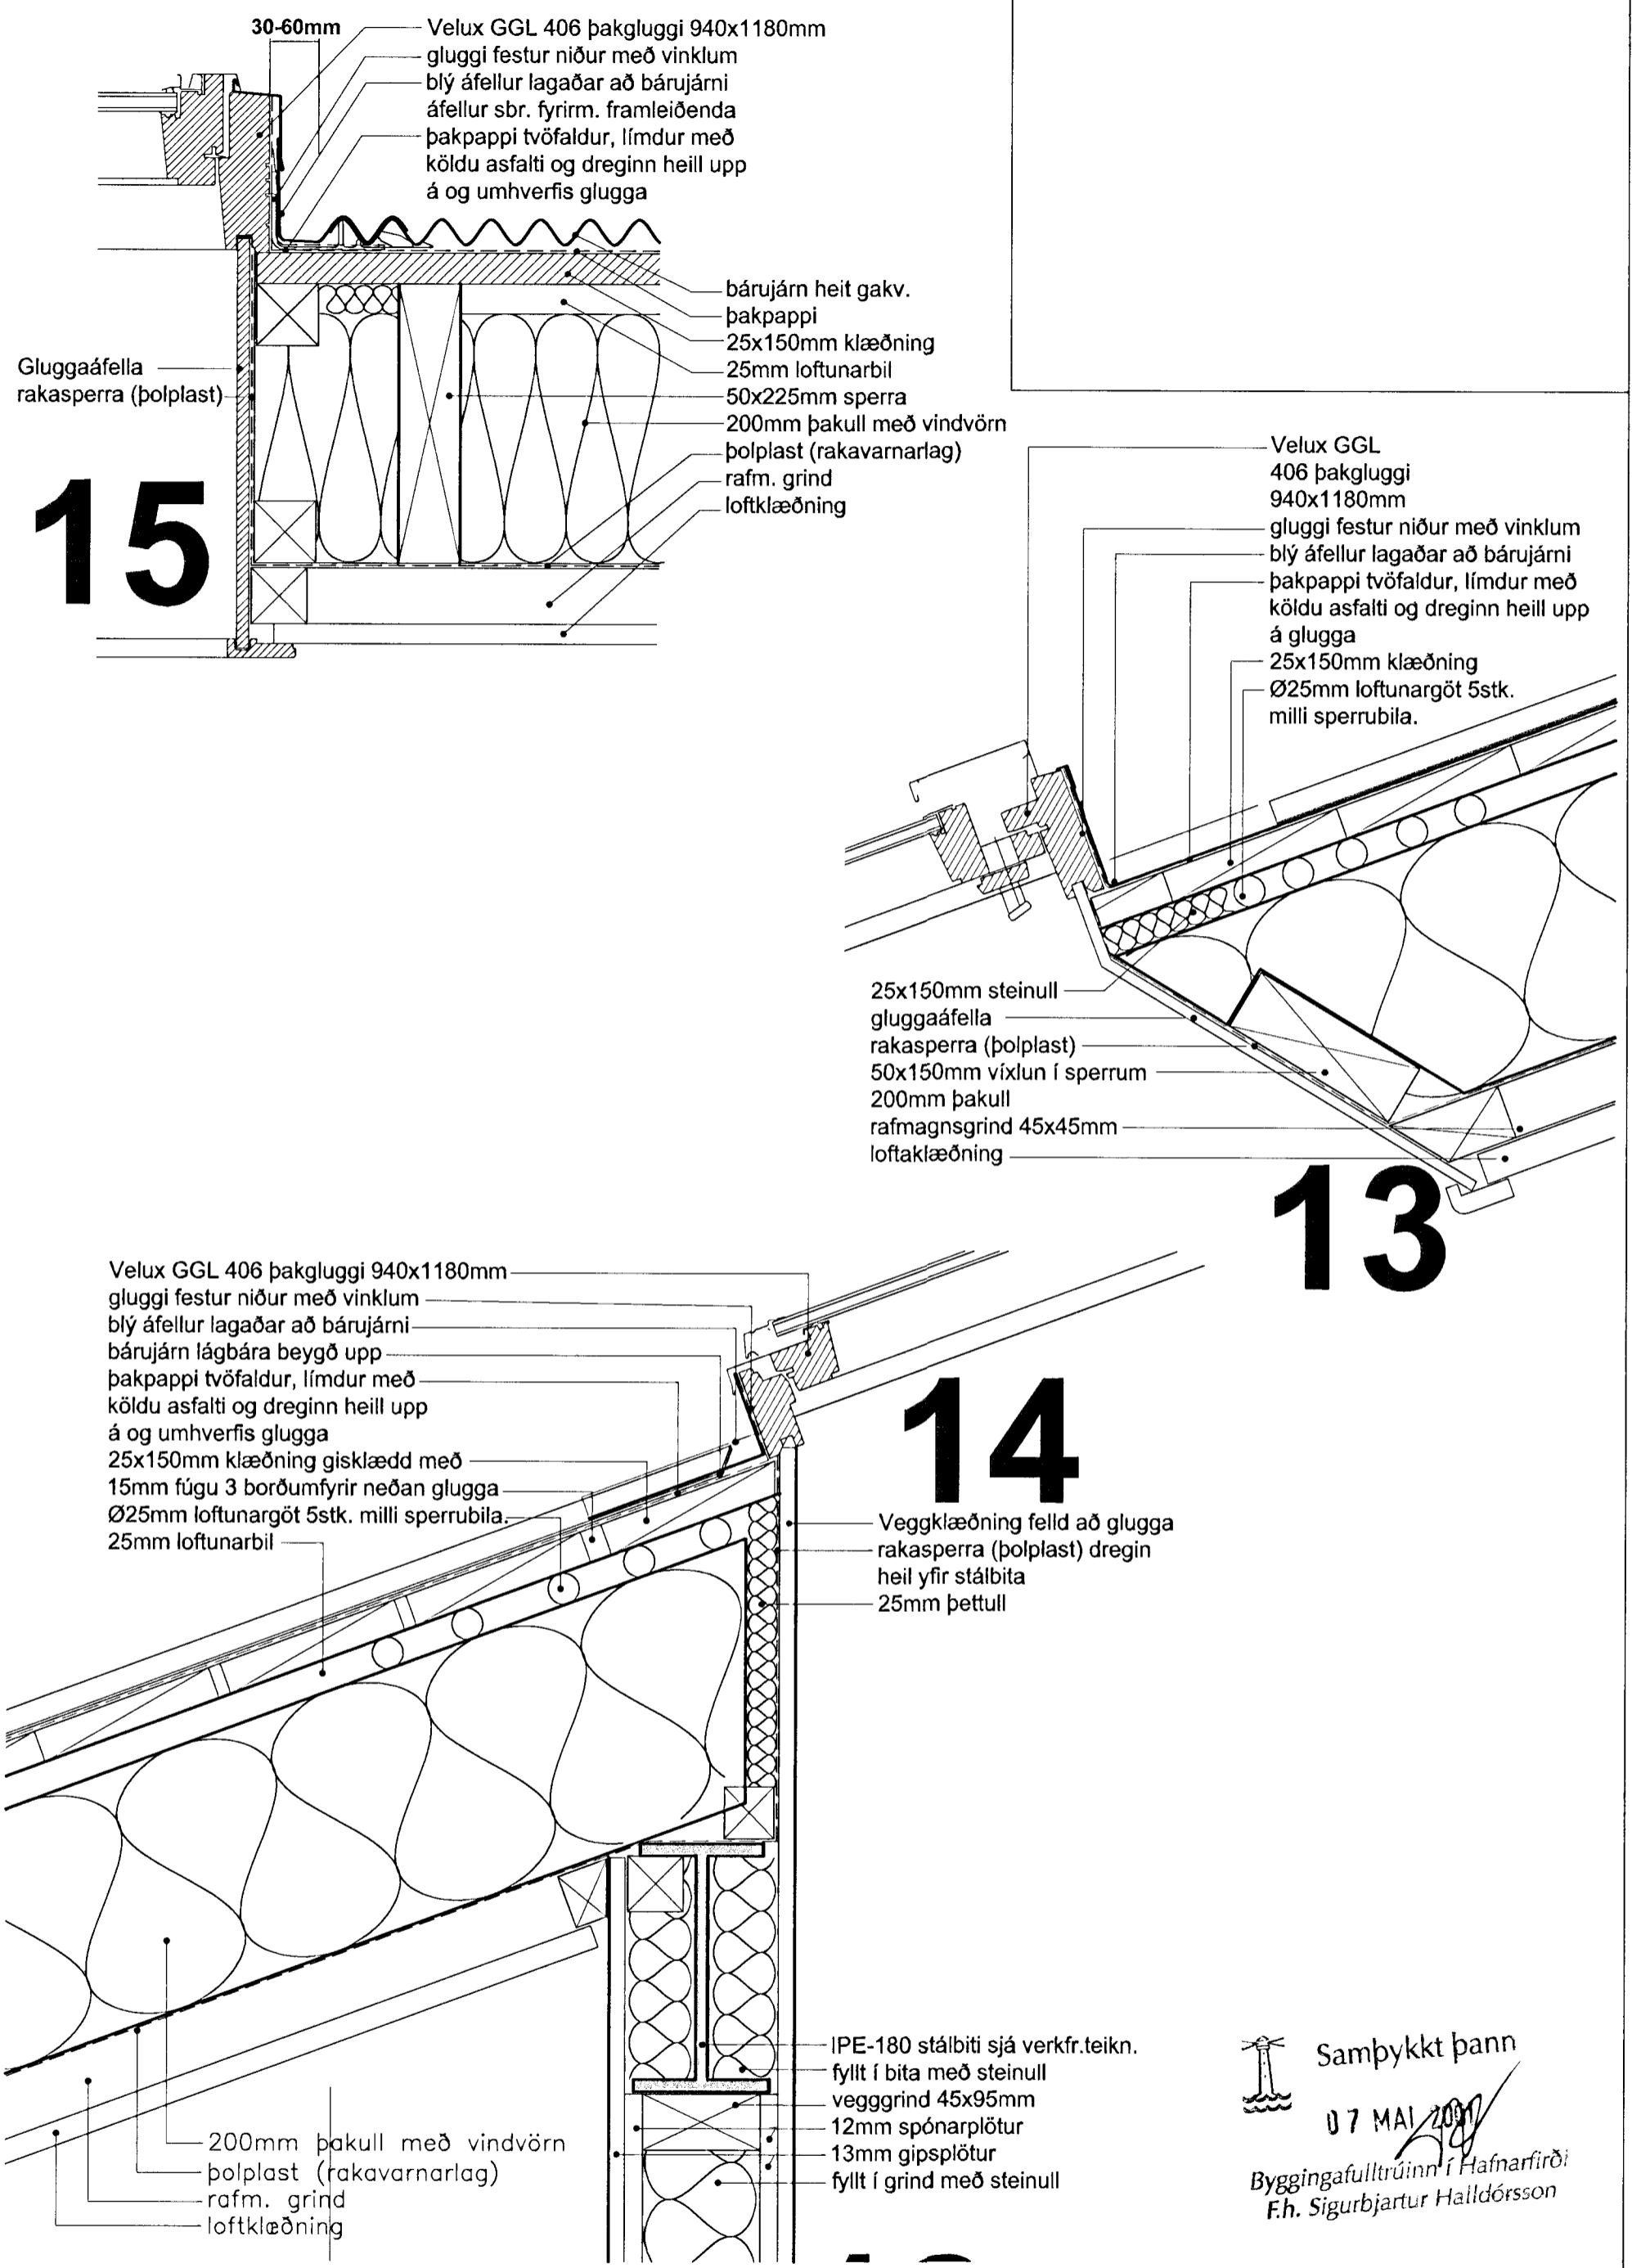 30-60mm
Velux GGL 406 þakgluggi 940x1180mm
gluggi festur niður með vinklum
blý áfellur lagaðar að bárujárni
áfellur sbr. fyrirm. framleiðenda
þakpappi tvöfaldur, límdur með
köldu asfalti og dreginn heill upp
á og umhverfis glugga
bárujárn heit gakv.
þakpappi
25x150mm klæðning
25mm loftunarbil
50x225mm sperra
200mm þakull með vindvörn
þolplast (rakavarnarlag)
rafm. grind
loftklæðning
Gluggaáfella
rakasperra (þolplast)
15
Velux GGL
406 þakgluggi
940x1180mm
gluggi festur niður með vinklum
blý áfellur lagaðar að bárujárni
þakpappi tvöfaldur, límdur með
köldu asfalti og dreginn heill upp
á glugga
25x150mm klæðning
Ø25mm loftunargöt 5stk.
milli sperrubila.
25x150mm steinull
gluggaáfella
rakasperra (þolplast)
50x150mm víxlun í sperrum
200mm þakull
rafmagnsgrind 45x45mm
loftaklæðning
13
Velux GGL 406 þakgluggi 940x1180mm
gluggi festur niður með vinklum
blý áfellur lagaðar að bárujárni
bárujárn lágbára beygð upp
þakpappi tvöfaldur, límdur með
köldu asfalti og dreginn heill upp
á og umhverfis glugga
25x150mm klæðning gisklædd með
15mm fúgu 3 borðumfyrir neðan glugga
Ø25mm loftunargöt 5stk. milli sperrubila.
25mm loftunarbil
14
Veggklæðning felld að glugga
rakasperra (þolplast) dregin
heil yfir stálbita
25mm þettull
IPE-180 stálbiti sjá verkfr.teikn.
fyllt í bita með steinull
vegggrind 45x95mm
12mm spónarplötur
13mm gipsplötur
fyllt í grind með steinull
200mm þakull með vindvörn
þolplast (rakavarnarlag)
rafm. grind
loftklæðning
Samþykkt þann
07 MAI
Byggingafulltrúinn í Hafnarfirði
F.h. Sigurbjartur Halldórsson